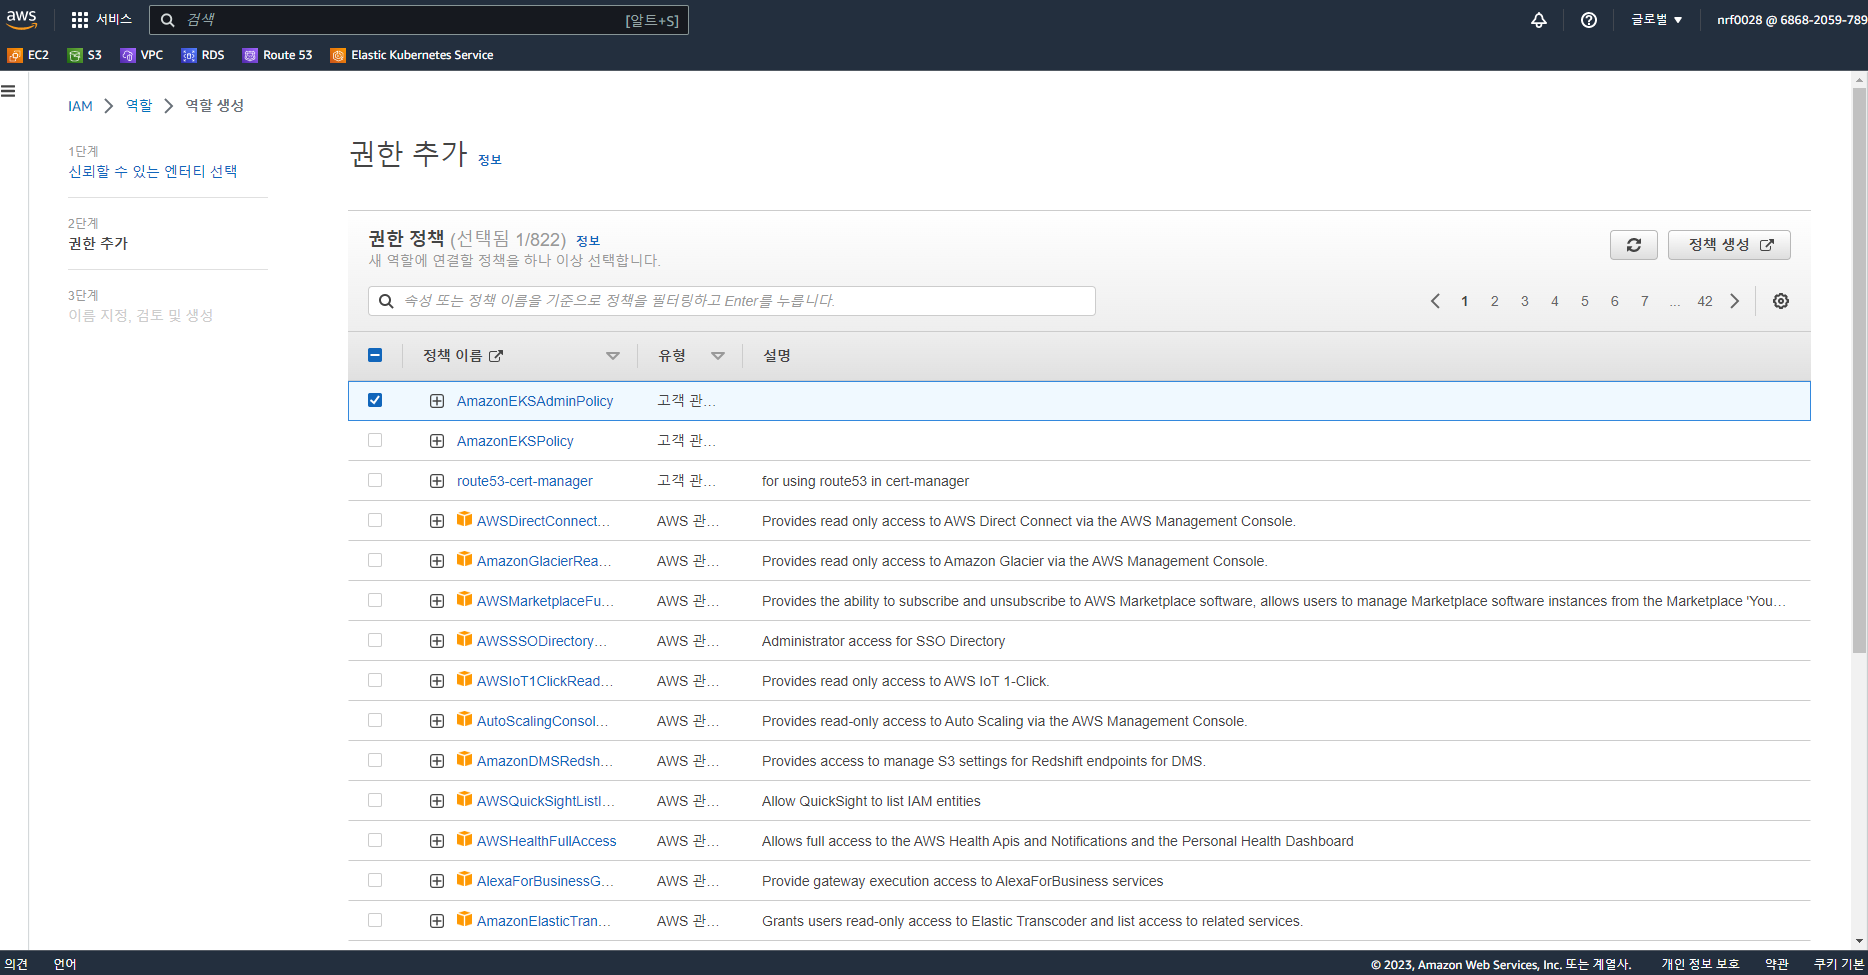 aws
서비스
검색
[알트+S]
글로벌 ▼
nrf0028 @ 6868-2059-789
EC2
S3
VPC
RDS
Route 53
Elastic Kubernetes Service
IAM > 역할 > 역할 생성
1단계
신뢰할 수 있는 엔터티 선택
2단계
권한 추가
3단계
이름 지정, 검토 및 생성
권한 추가 정보
권한 정책 (선택됨 1/822) 정보
새 역할에 연결할 정책을 하나 이상 선택합니다.
정책 생성
속성 또는 정책 이름을 기준으로 정책을 필터링하고 Enter를 누릅니다.
1 2 3 4 5 6 7 ... 42
정책 이름 유형 설명
AmazonEKSAdminPolicy 고객 관...
AmazonEKSPolicy 고객 관...
route53-cert-manager 고객 관... for using route53 in cert-manager
AWSDirectConnect... AWS 관... Provides read only access to AWS Direct Connect via the AWS Management Console.
AmazonGlacierRea... AWS 관... Provides read only access to Amazon Glacier via the AWS Management Console.
AWSMarketplaceFu... AWS 관... Provides the ability to subscribe and unsubscribe to AWS Marketplace software, allows users to manage Marketplace software instances from the Marketplace 'You...
AWSSSODirectory... AWS 관... Administrator access for SSO Directory
AWSIoT1ClickRead... AWS 관... Provides read only access to AWS IoT 1-Click.
AutoScalingConsol... AWS 관... Provides read-only access to Auto Scaling via the AWS Management Console.
AmazonDMSRedsh... AWS 관... Provides access to manage S3 settings for Redshift endpoints for DMS.
AWSQuickSightListI... AWS 관... Allow QuickSight to list IAM entities
AWSHealthFullAccess AWS 관... Allows full access to the AWS Health Apis and Notifications and the Personal Health Dashboard
AlexaForBusinessG... AWS 관... Provide gateway execution access to AlexaForBusiness services
AmazonElasticTran... AWS 관... Grants users read-only access to Elastic Transcoder and list access to related services.
의견 언어
© 2023, Amazon Web Services, Inc. 또는 계열사. 개인 정보 보호 약관 쿠키 기본